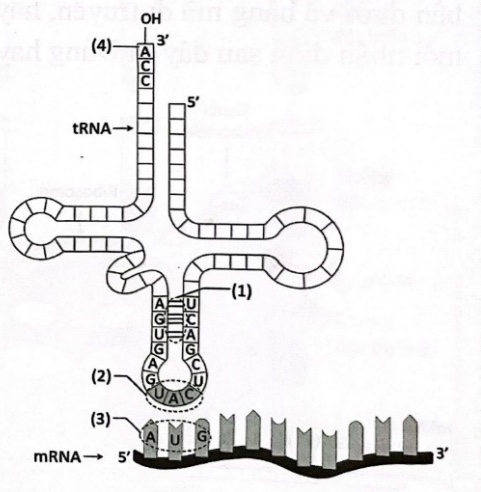 OH
(4) A 3'
C
C
5'
tRNA
(1)
A U
G C
U A
G G
A C
(2) G U
U A C
(3) A U G
mRNA 5' 3'